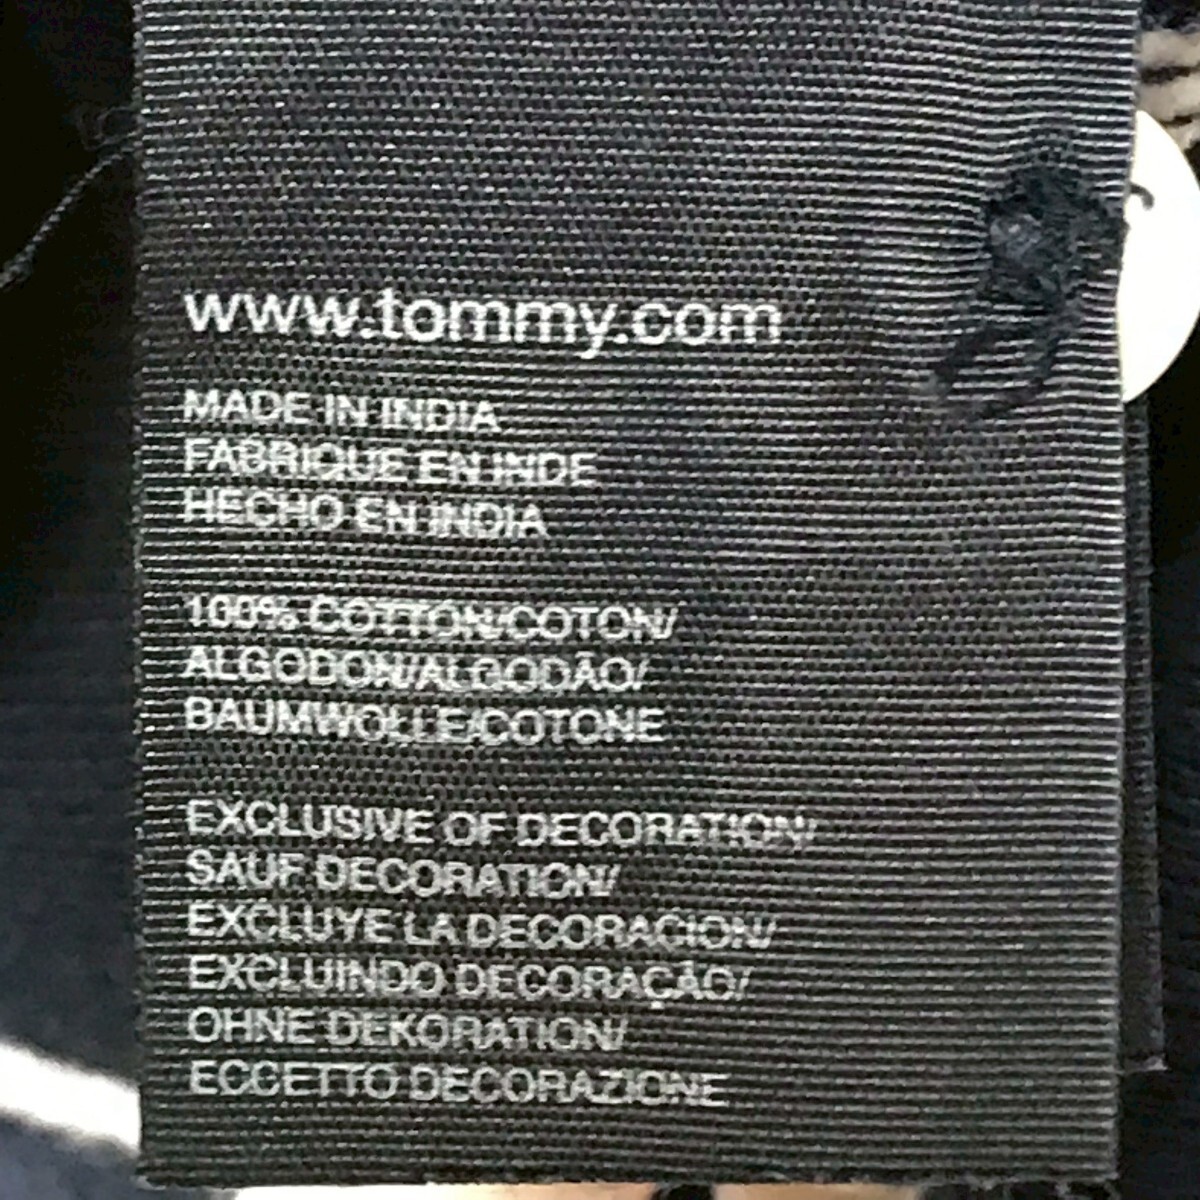 www.tommy.com
MADE IN INDIA
FABRIQUE EN INDE
HECHO EN INDIA
100% COTTON/COTON/
ALGODON/ALGODÃO/
BAUMWOLLE/COTONE
EXCLUSIVE OF DECORATION/
SAUF DECORATION/
EXCLUYE LA DECORACION/
EXCLUINDO DECORAÇÃO/
OHNE DEKORATION/
ECCETTO DECORAZIONE